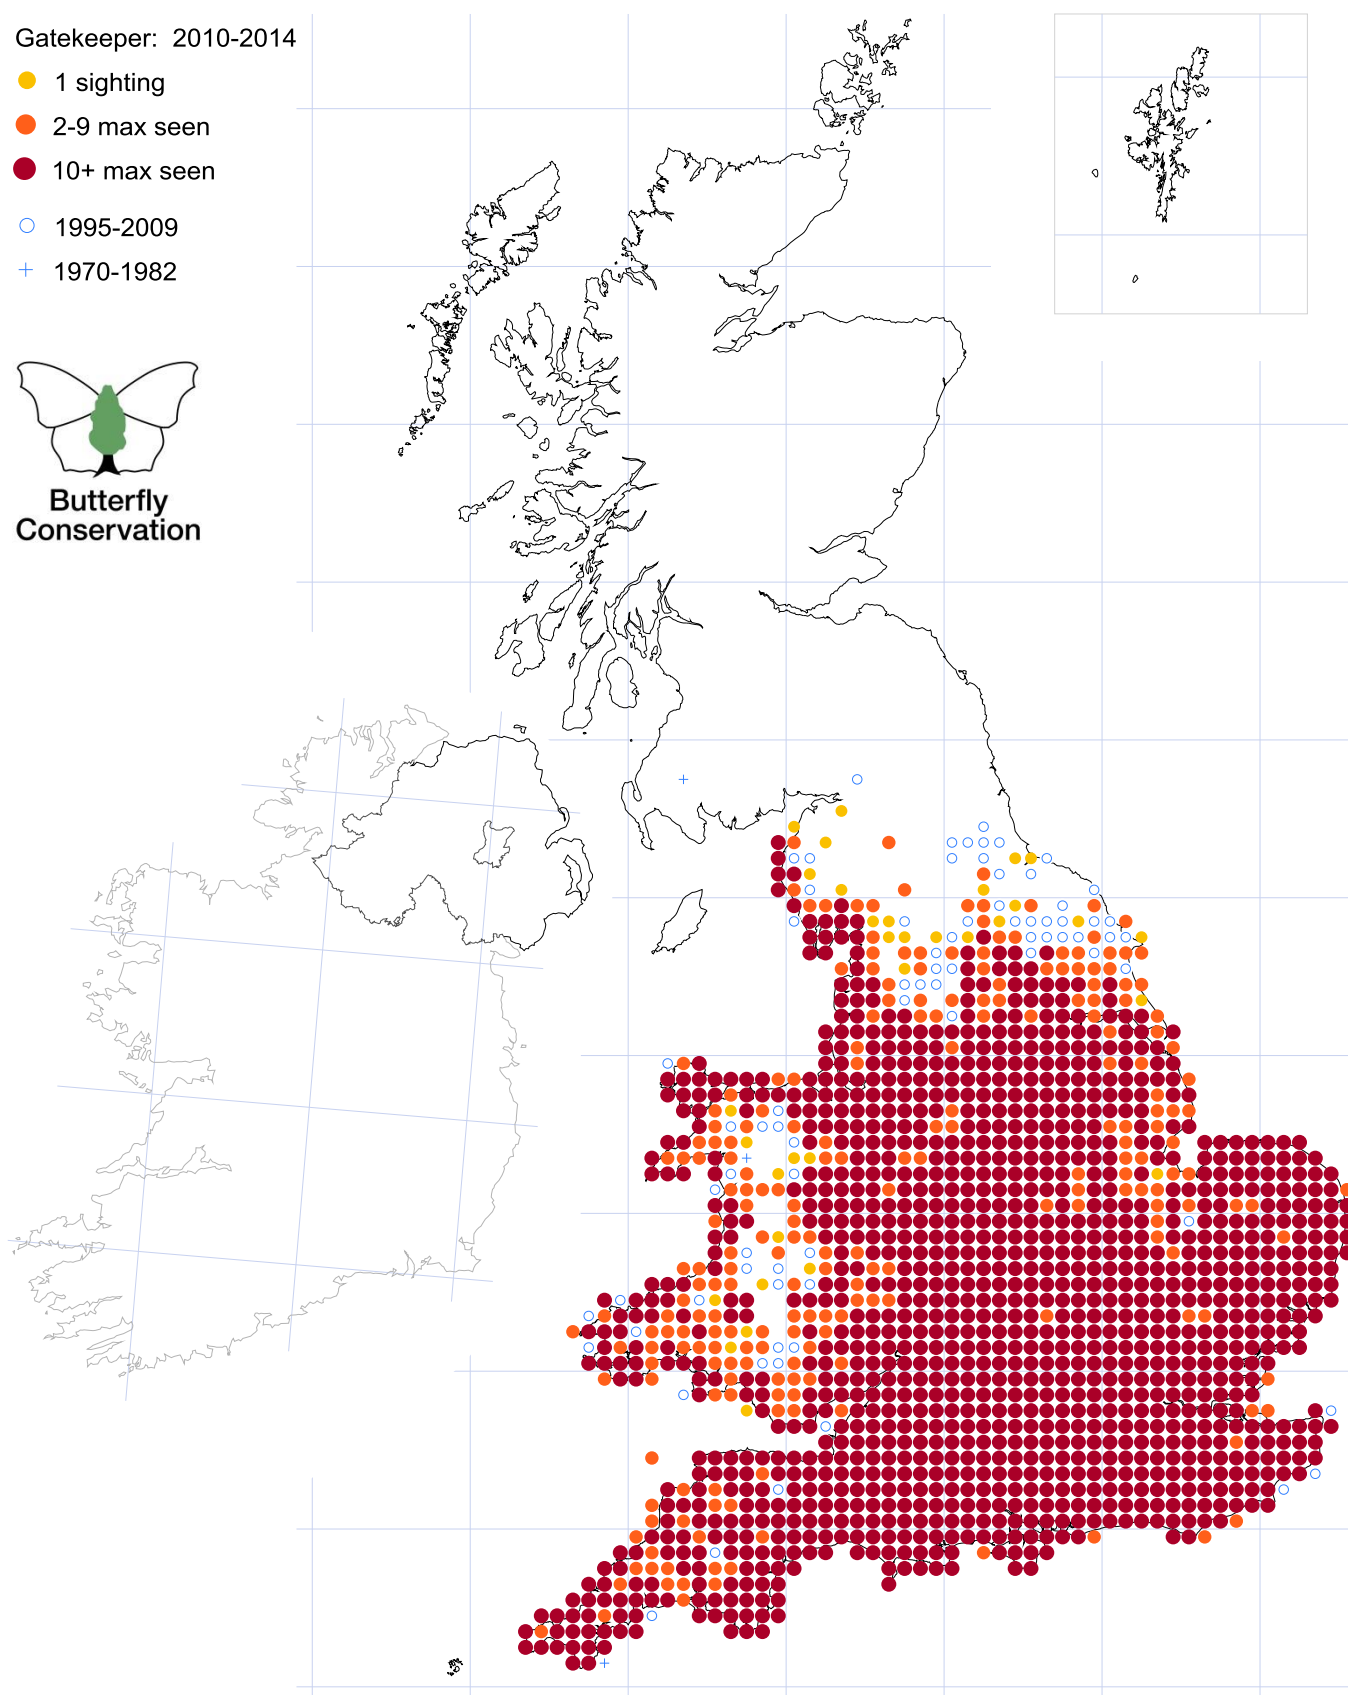 Gatekeeper: 2010-2014
1 sighting
2-9 max seen
10+ max seen
1995-2009
1970-1982
Butterfly
Conservation